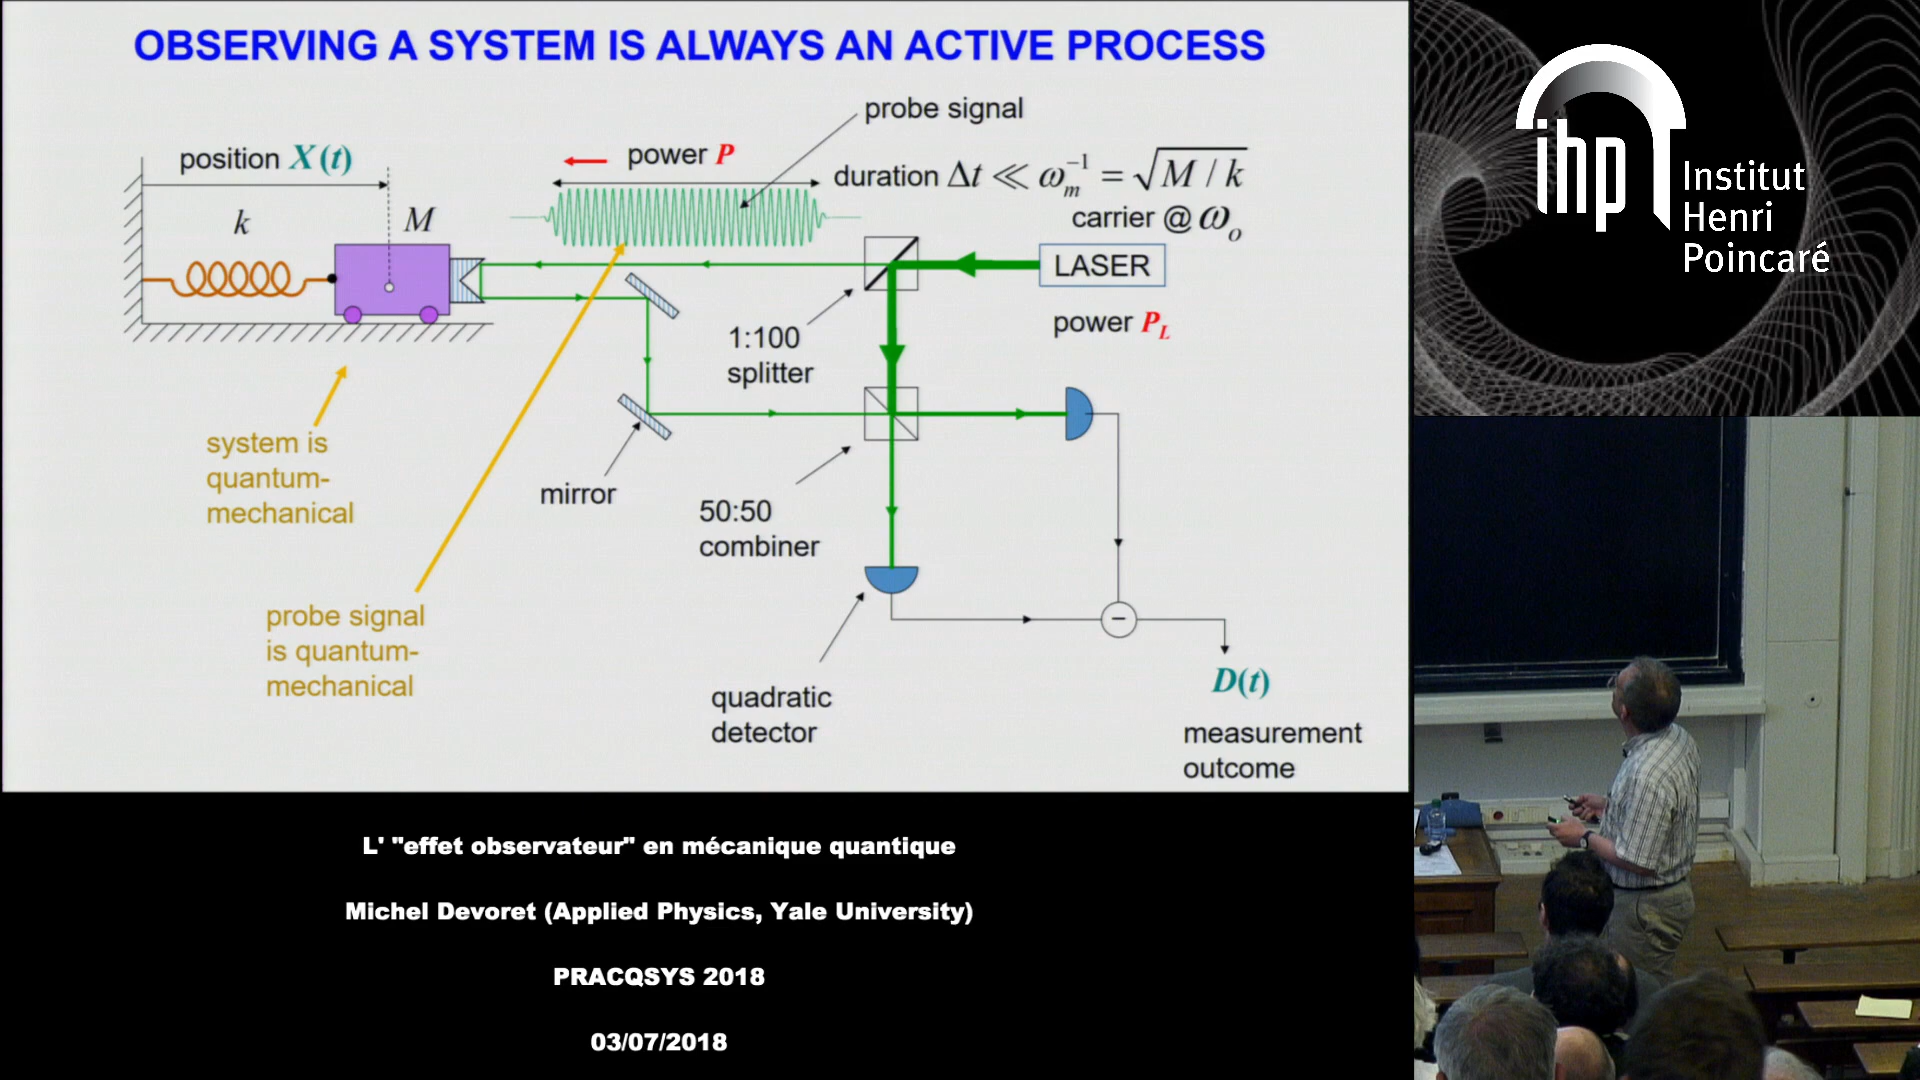 OBSERVING A SYSTEM IS ALWAYS AN ACTIVE PROCESS
probe signal
position X(t)
power P
duration Δt ≪ ω_m^{-1} = √M / k
k
M
carrier @ ω_o
LASER
power P_L
1:100
splitter
system is
quantum-
mechanical
mirror
50:50
combiner
probe signal
is quantum-
mechanical
quadratic
detector
−
D(t)
measurement
outcome
ihp
Institut
Henri
Poincaré
L' "effet observateur" en mécanique quantique
Michel Devoret (Applied Physics, Yale University)
PRACQSYS 2018
03/07/2018